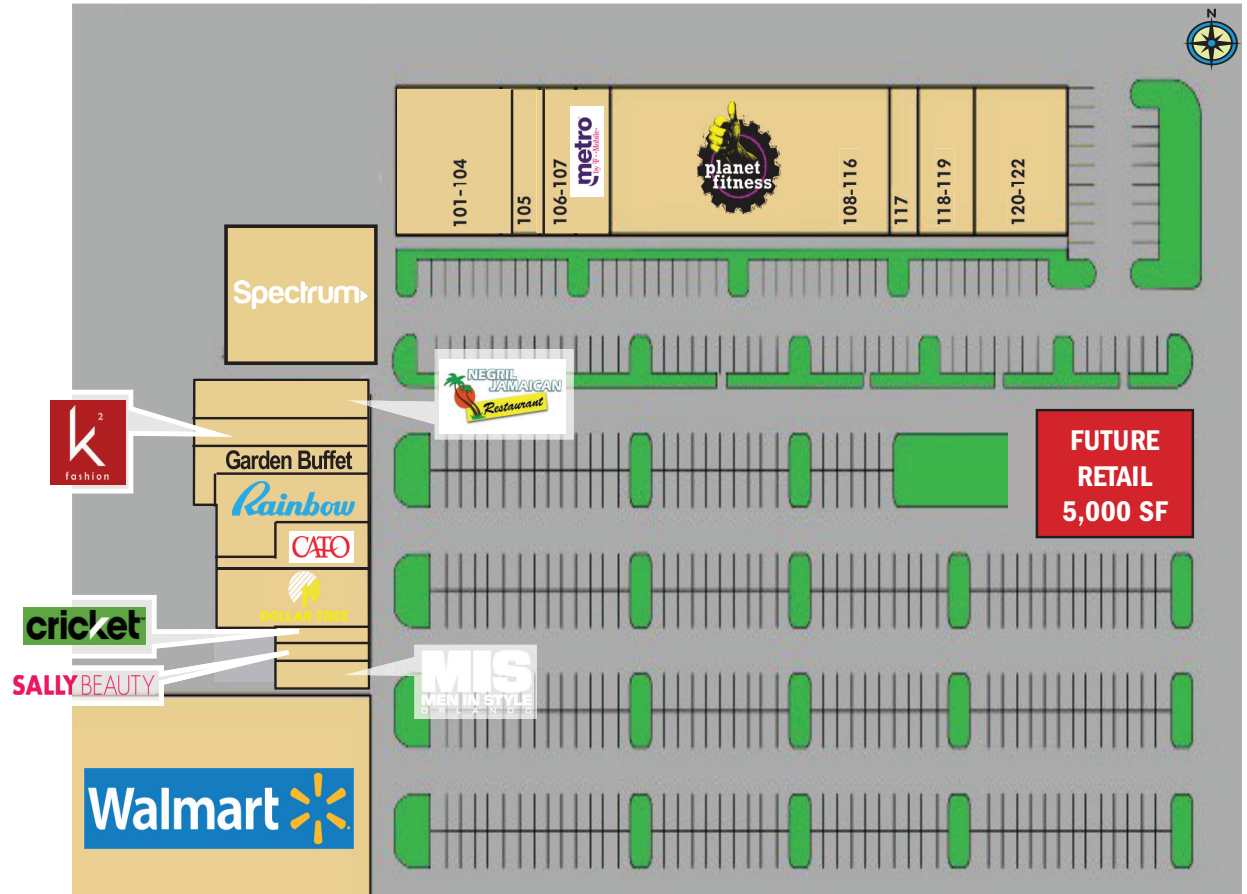 N
metro
by T-Mobile
planet
fitness
101-104
105
106-107
108-116
117
118-119
120-122
Spectrum
NEGRIL
JAMAICAN
Restaurant
k2
fashion
FUTURE
RETAIL
5,000 SF
Garden Buffet
Rainbow
CATO
DOLLAR TREE
cricket
SALLY BEAUTY
MIS
MEN IN STYLE
ORLANDO
Walmart